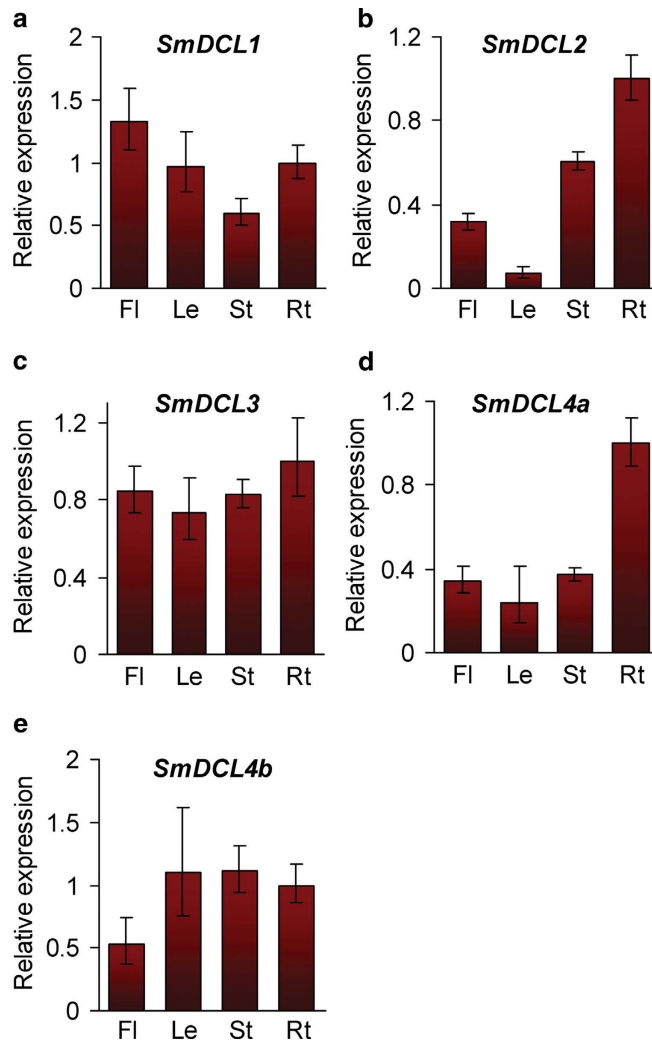 a
SmDCL1
Relative expression
2
1.5
1
0.5
0
Fl Le St Rt
b
SmDCL2
Relative expression
1.2
0.8
0.4
0
Fl Le St Rt
c
SmDCL3
Relative expression
1.2
0.8
0.4
0
Fl Le St Rt
d
SmDCL4a
Relative expression
1.2
0.8
0.4
0
Fl Le St Rt
e
SmDCL4b
Relative expression
2
1.5
1
0.5
0
Fl Le St Rt